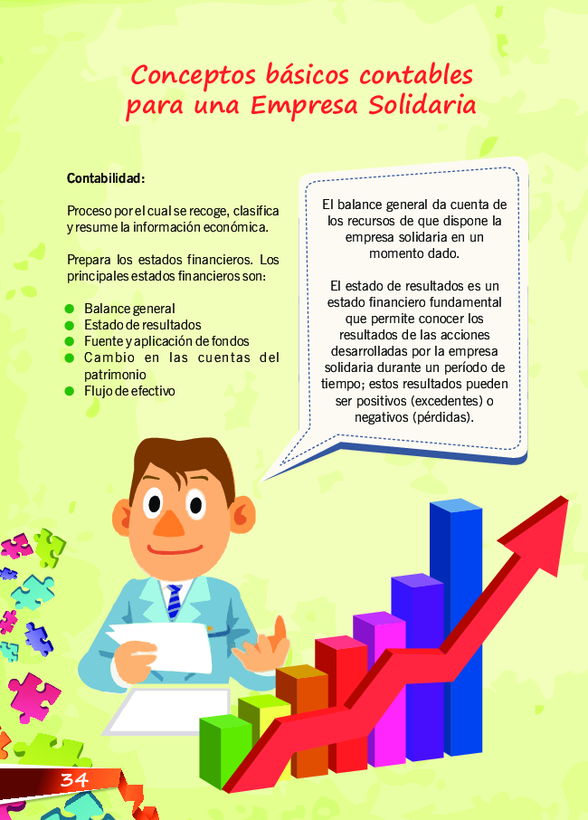 Conceptos básicos contables
para una Empresa Solidaria
Contabilidad:
Proceso por el cual se recoge, clasifica
y resume la información económica.
Prepara los estados financieros. Los
principales estados financieros son:
Balance general
Estado de resultados
Fuente y aplicación de fondos
Cambio en las cuentas del
patrimonio
Flujo de efectivo
El balance general da cuenta de
los recursos de que dispone la
empresa solidaria en un
momento dado.
El estado de resultados es un
estado financiero fundamental
que permite conocer los
resultados de las acciones
desarrolladas por la empresa
solidaria durante un período de
tiempo; estos resultados pueden
ser positivos (excedentes) o
negativos (pérdidas).
34